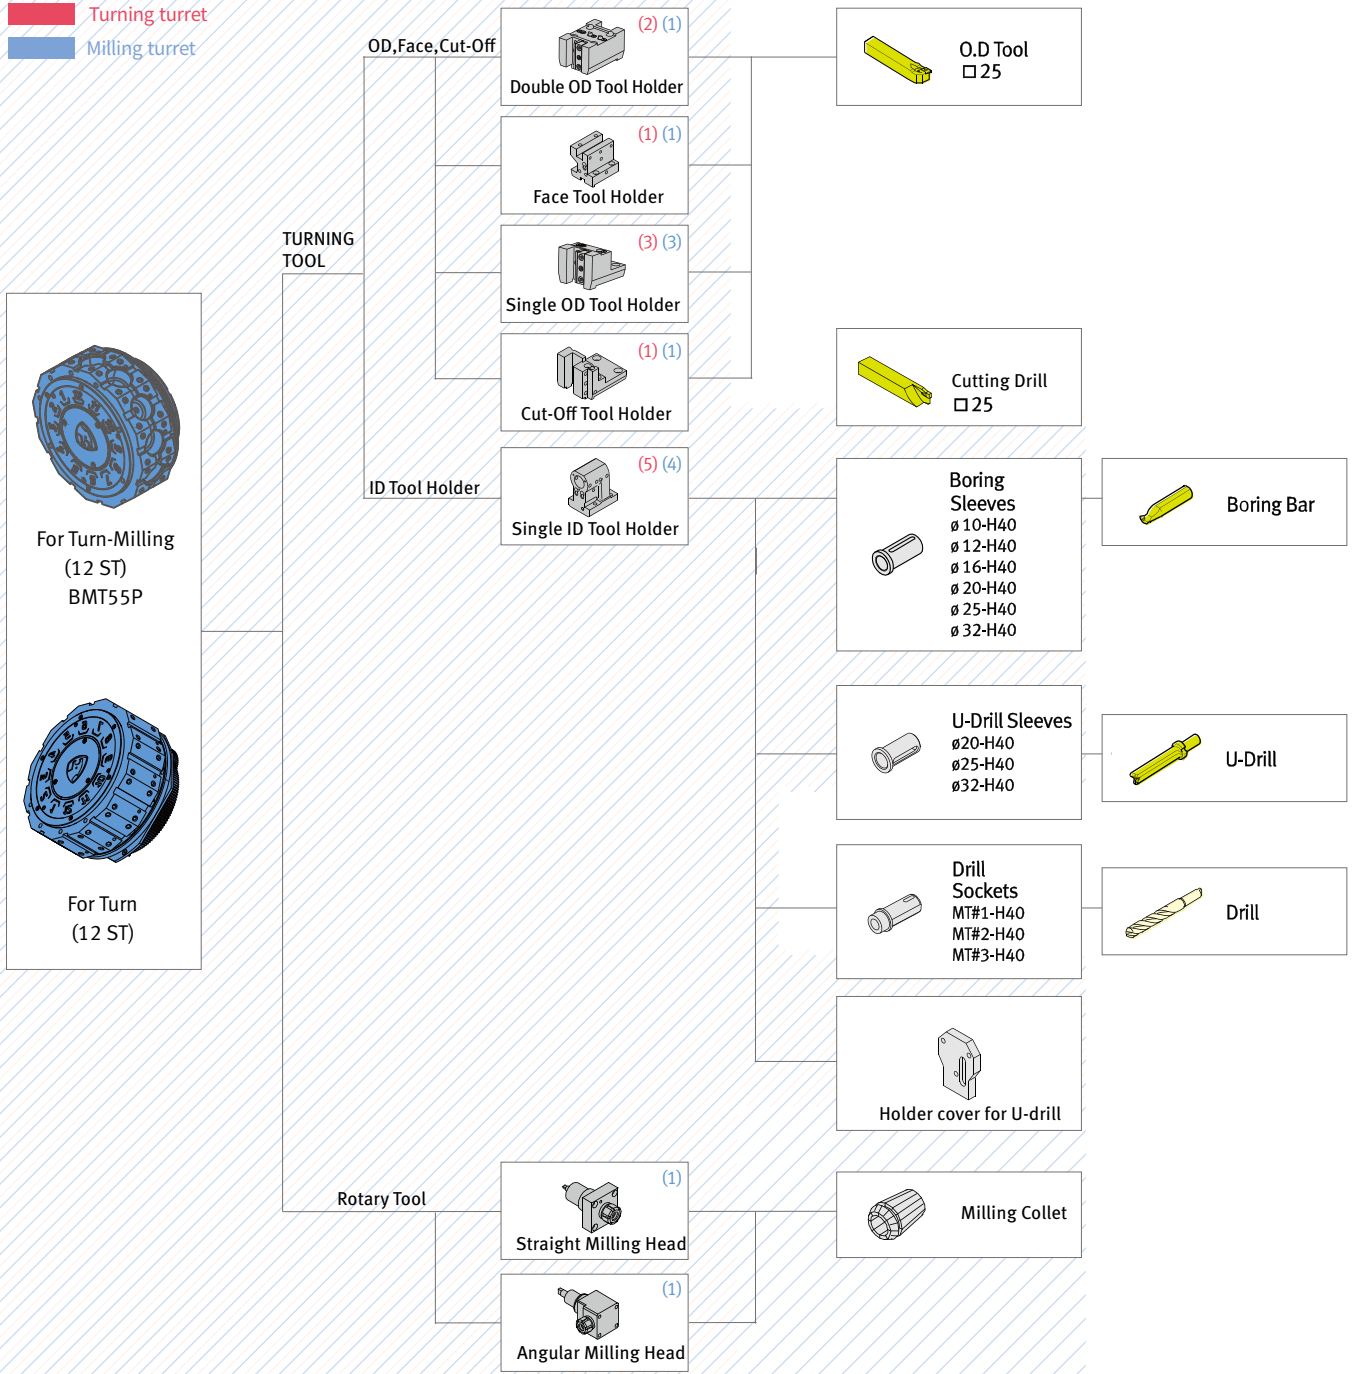 Turning turret
Milling turret
OD,Face,Cut-Off
(2) (1)
Double OD Tool Holder
O.D Tool
□ 25
(1) (1)
Face Tool Holder
TURNING
TOOL
(3) (3)
Single OD Tool Holder
(1) (1)
Cut-Off Tool Holder
Cutting Drill
□ 25
ID Tool Holder
(5) (4)
Single ID Tool Holder
Boring
Sleeves
ø 10-H40
ø 12-H40
ø 16-H40
ø 20-H40
ø 25-H40
ø 32-H40
Boring Bar
For Turn-Milling
(12 ST)
BMT55P
U-Drill Sleeves
ø20-H40
ø25-H40
ø32-H40
U-Drill
For Turn
(12 ST)
Drill
Sockets
MT#1-H40
MT#2-H40
MT#3-H40
Drill
Holder cover for U-drill
Rotary Tool
(1)
Straight Milling Head
Milling Collet
(1)
Angular Milling Head